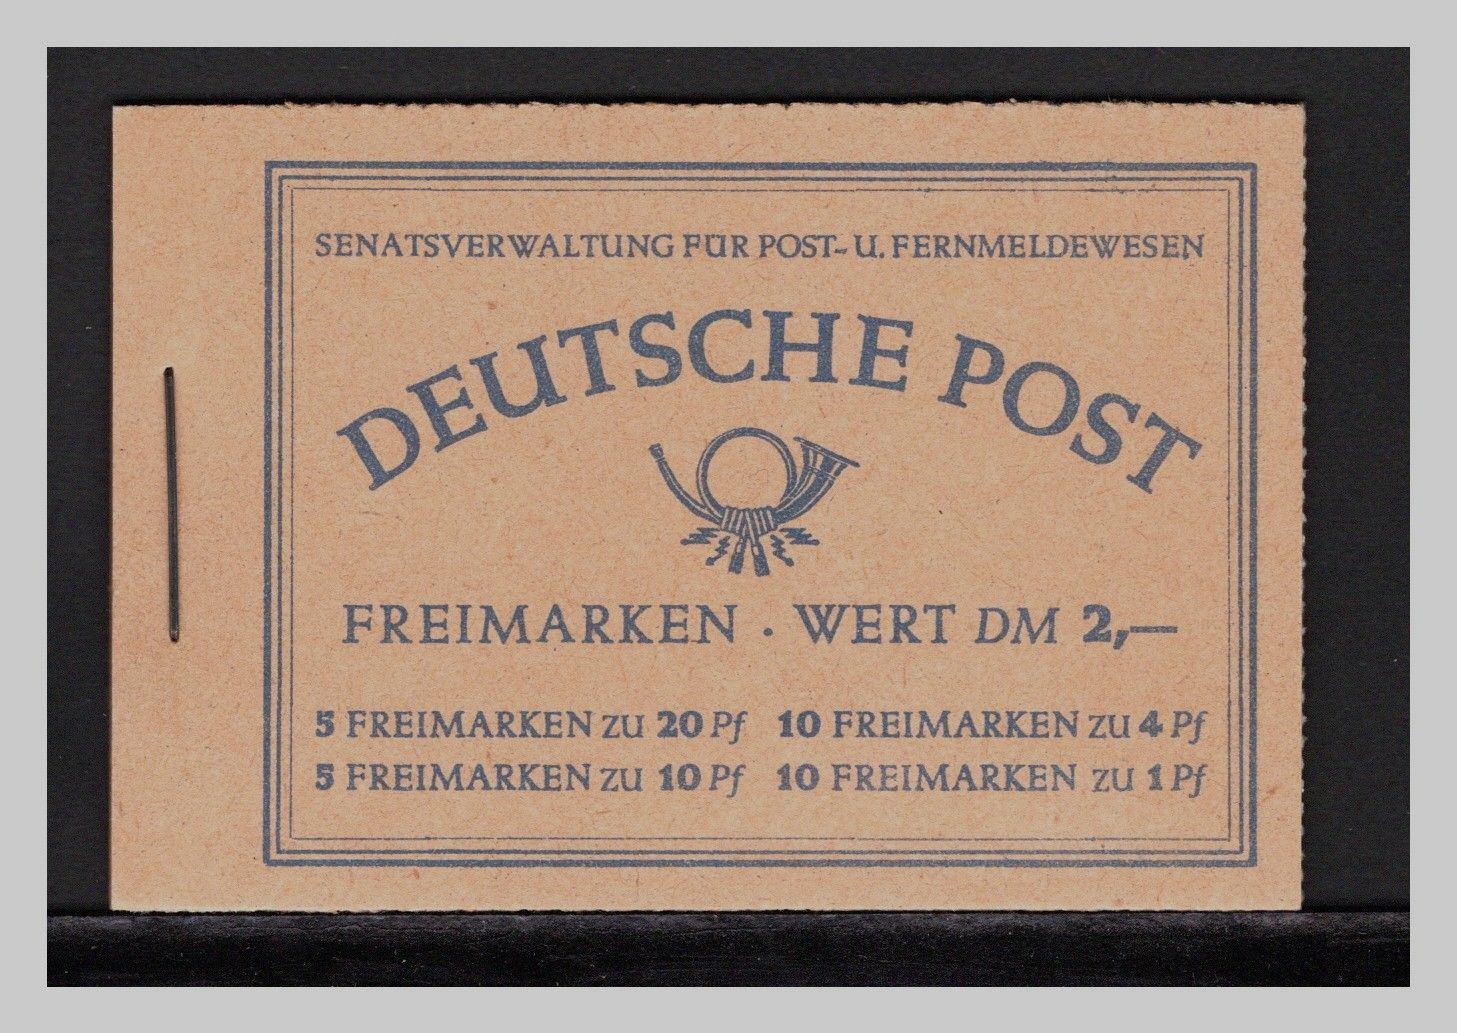 SENATSVERWALTUNG FÜR POST- U. FERNMELDEWESEN
DEUTSCHE POST
FREIMARKEN · WERT DM 2,—
5 FREIMARKEN ZU 20 Pf 10 FREIMARKEN ZU 4 Pf
5 FREIMARKEN ZU 10 Pf 10 FREIMARKEN ZU 1 Pf